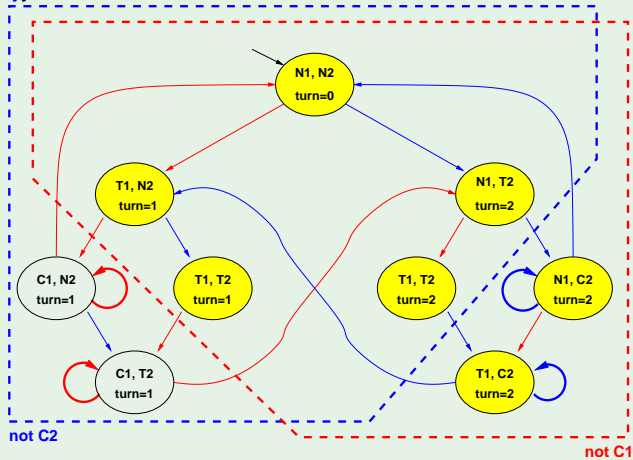 N1, N2
turn=0
T1, N2
turn=1
N1, T2
turn=2
C1, N2
turn=1
T1, T2
turn=1
T1, T2
turn=2
N1, C2
turn=2
C1, T2
turn=1
T1, C2
turn=2
not C2
not C1